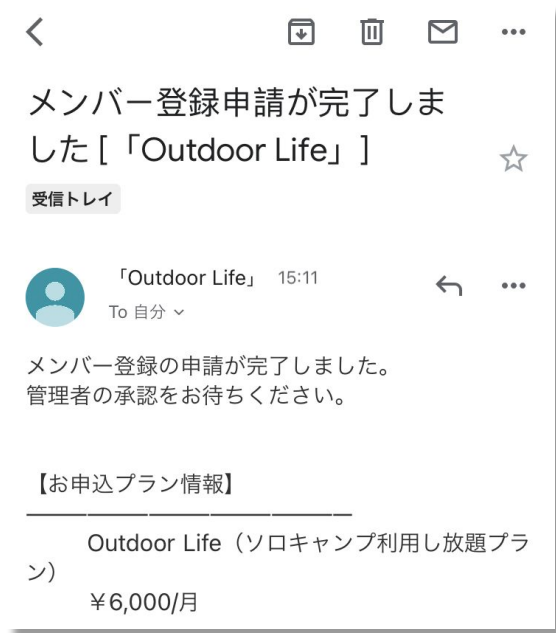 メンバー登録申請が完了しま
した [「Outdoor Life」]
受信トレイ
「Outdoor Life」 15:11
To 自分
メンバー登録の申請が完了しました。
管理者の承認をお待ちください。
【お申込プラン情報】
Outdoor Life（ソロキャンプ利用し放題プラ
ン）
￥6,000/月